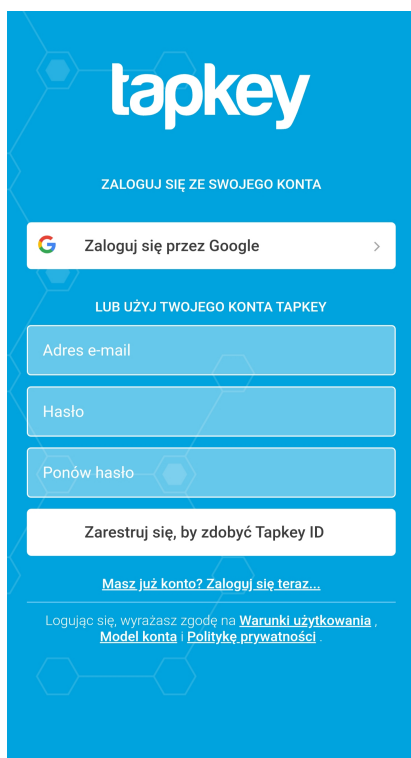 tapkey
ZALOGUJ SIĘ ZE SWOJEGO KONTA
Zaloguj się przez Google
LUB UŻYJ TWOJEGO KONTA TAPKEY
Adres e-mail
Hasło
Ponów hasło
Zarestruj się, by zdobyć Tapkey ID
Masz już konto? Zaloguj się teraz...
Logując się, wyrażasz zgodę na Warunki użytkowania ,
Model konta i Politykę prywatności .